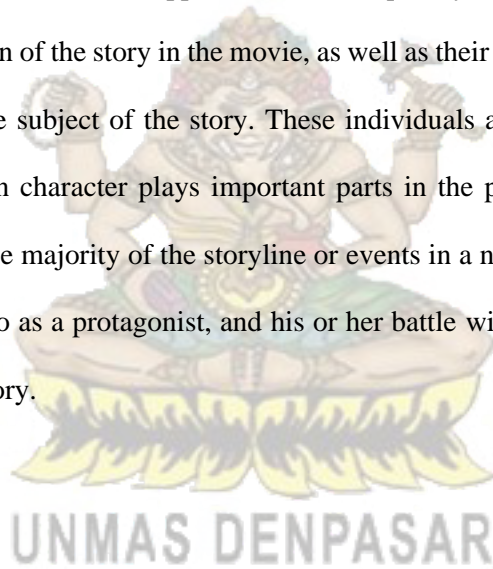 n of the story in the movie, as well as their
e subject of the story. These individuals a
n character plays important parts in the p
e majority of the storyline or events in a n
o as a protagonist, and his or her battle wi
ory.
UNMAS DENPASAR